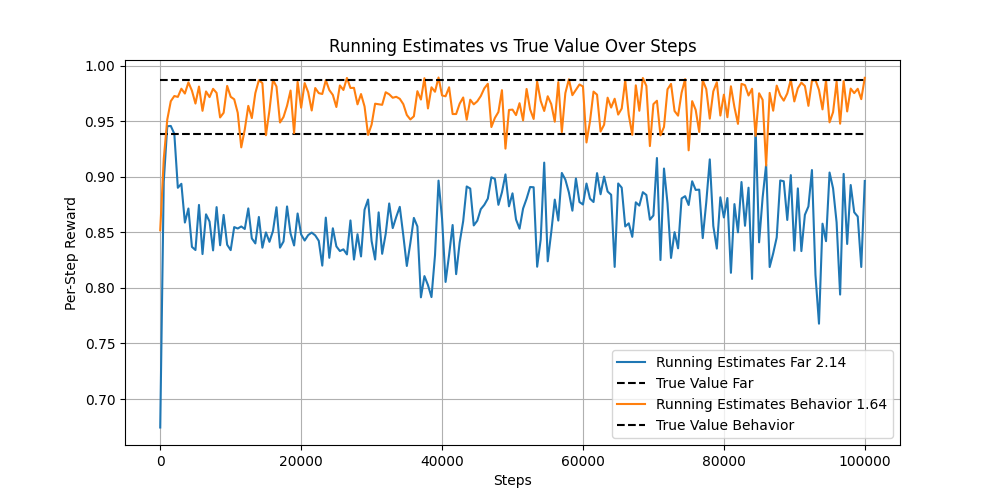 Running Estimates vs True Value Over Steps
Per-Step Reward
1.00
0.95
0.90
0.85
0.80
0.75
0.70
0
20000
40000
60000
80000
100000
Steps
Running Estimates Far 2.14
True Value Far
Running Estimates Behavior 1.64
True Value Behavior